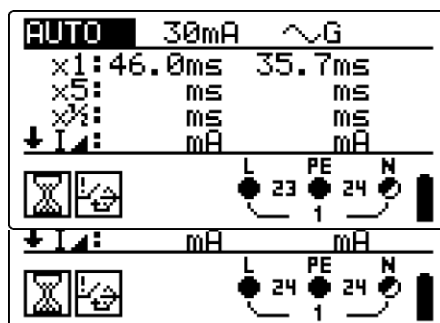 AUTO 30mA G
x1: 46.0ms 35.7ms
x5: ms ms
x½: ms ms
I: mA mA
L PE N
23 24
1
I: mA mA
L PE N
24 24
1